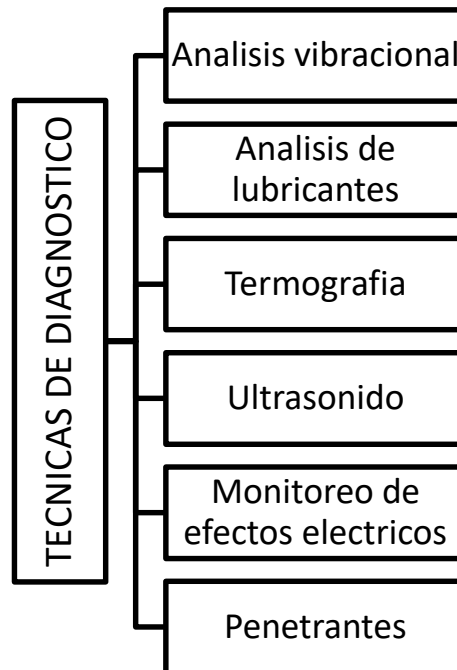 TECNICAS DE DIAGNOSTICO
Analisis vibracional
Analisis de
lubricantes
Termografia
Ultrasonido
Monitoreo de
efectos electricos
Penetrantes